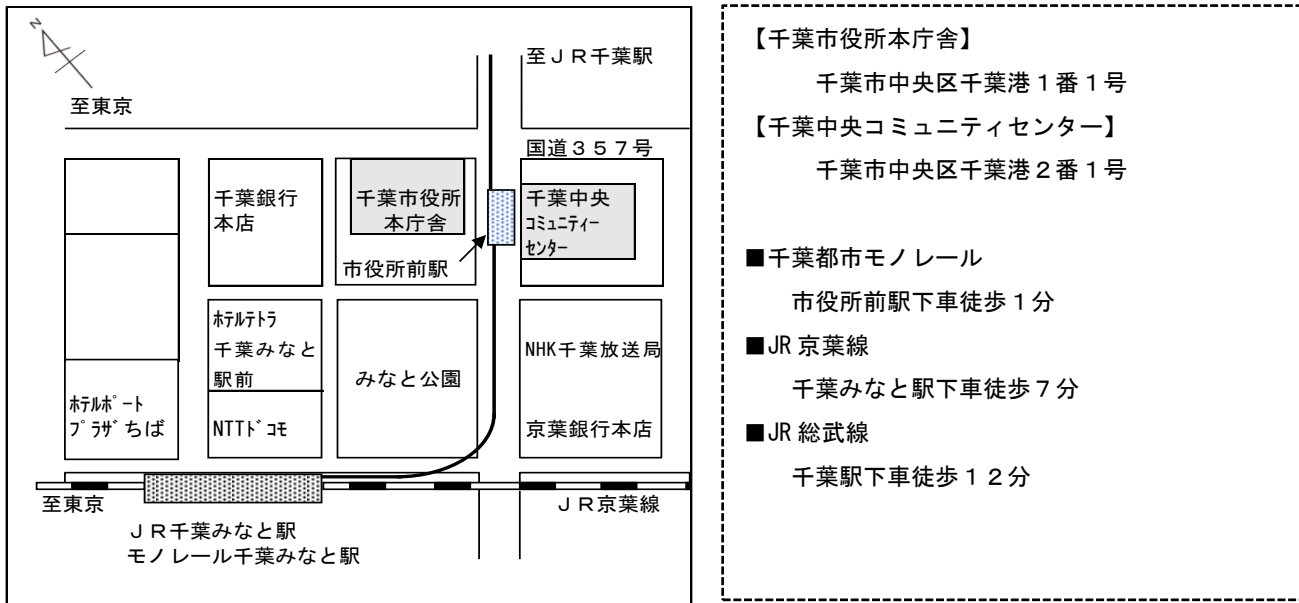 N
至ＪＲ千葉駅
至東京
国道３５７号
千葉銀行
本店
千葉市役所
本庁舎
千葉中央
ｺﾐｭﾆﾃｨｰ
ｾﾝﾀｰ
市役所前駅
ﾎﾃﾙﾃﾄﾗ
千葉みなと
駅前
みなと公園
NHK千葉放送局
ﾎﾃﾙﾎﾟｰﾄ
ﾌﾟﾗｻﾞちば
NTTﾄﾞｺﾓ
京葉銀行本店
至東京
ＪＲ京葉線
ＪＲ千葉みなと駅
モノレール千葉みなと駅
【千葉市役所本庁舎】
千葉市中央区千葉港１番１号
【千葉中央コミュニティセンター】
千葉市中央区千葉港２番１号
■千葉都市モノレール
市役所前駅下車徒歩１分
■JR 京葉線
千葉みなと駅下車徒歩７分
■JR 総武線
千葉駅下車徒歩１２分